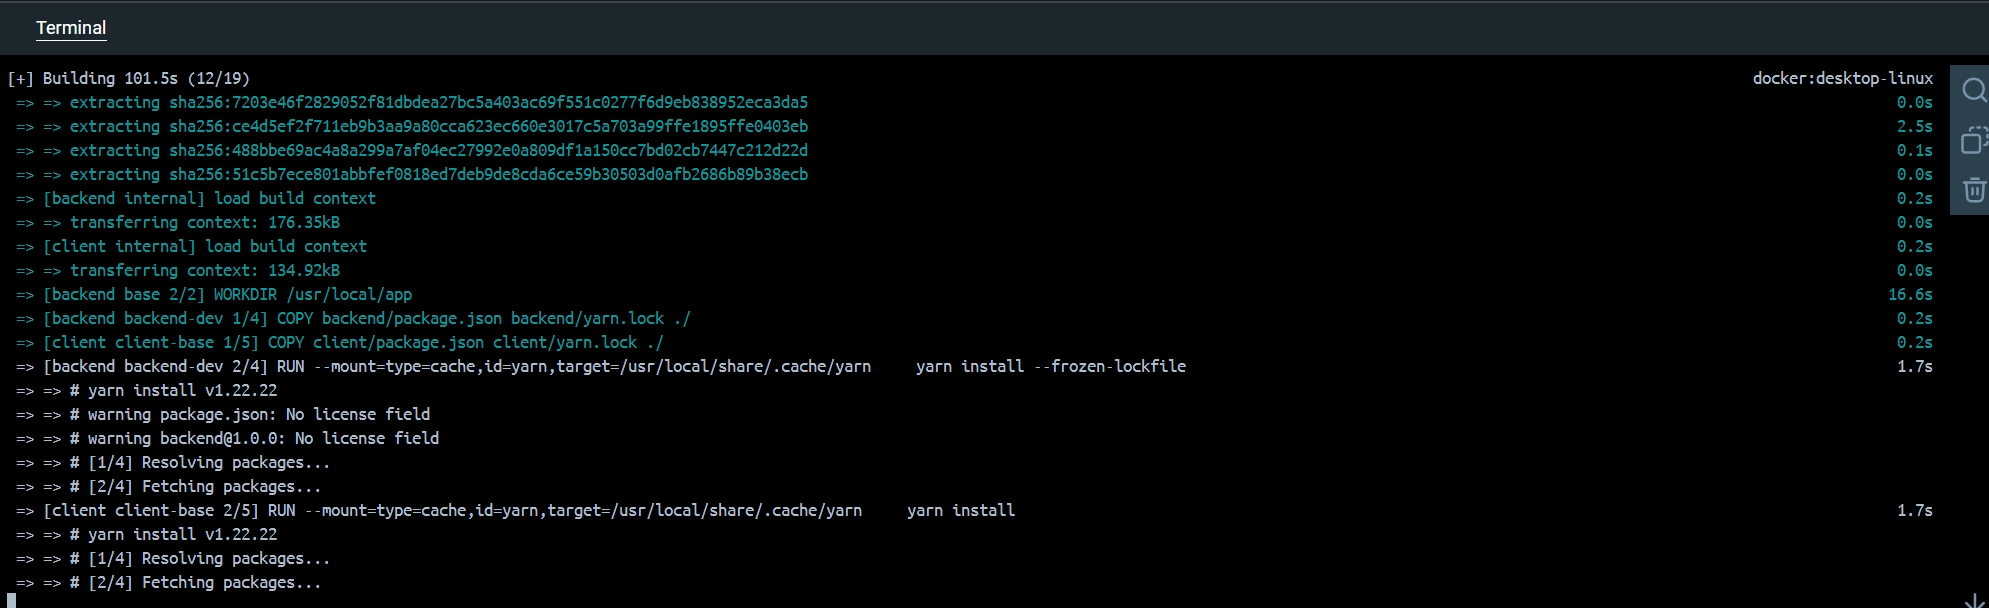 Terminal
[+] Building 101.5s (12/19) docker:desktop-linux
=> => extracting sha256:7203e46f2829052f81dbdea27bc5a403ac69f551c0277f6d9eb838952eca3da5 0.0s
=> => extracting sha256:ce4d5ef2f711eb9b3aa9a80cca623ec660e3017c5a703a99ffe1895ffe0403eb 2.5s
=> => extracting sha256:488bbe69ac4a8a299a7af04ec27992e0a809df1a150cc7bd02cb7447c212d22d 0.1s
=> => extracting sha256:51c5b7ece801abbfef0818ed7deb9de8cda6ce59b30503d0afb2686b89b38ecb 0.0s
=> [backend internal] load build context 0.2s
=> => transferring context: 176.35kB 0.0s
=> [client internal] load build context 0.2s
=> => transferring context: 134.92kB 0.0s
=> [backend base 2/2] WORKDIR /usr/local/app 16.6s
=> [backend backend-dev 1/4] COPY backend/package.json backend/yarn.lock ./ 0.2s
=> [client client-base 1/5] COPY client/package.json client/yarn.lock ./ 0.2s
=> [backend backend-dev 2/4] RUN --mount=type=cache,id=yarn,target=/usr/local/share/.cache/yarn     yarn install --frozen-lockfile 1.7s
=> => # yarn install v1.22.22
=> => # warning package.json: No license field
=> => # warning backend@1.0.0: No license field
=> => # [1/4] Resolving packages...
=> => # [2/4] Fetching packages...
=> [client client-base 2/5] RUN --mount=type=cache,id=yarn,target=/usr/local/share/.cache/yarn     yarn install 1.7s
=> => # yarn install v1.22.22
=> => # [1/4] Resolving packages...
=> => # [2/4] Fetching packages...